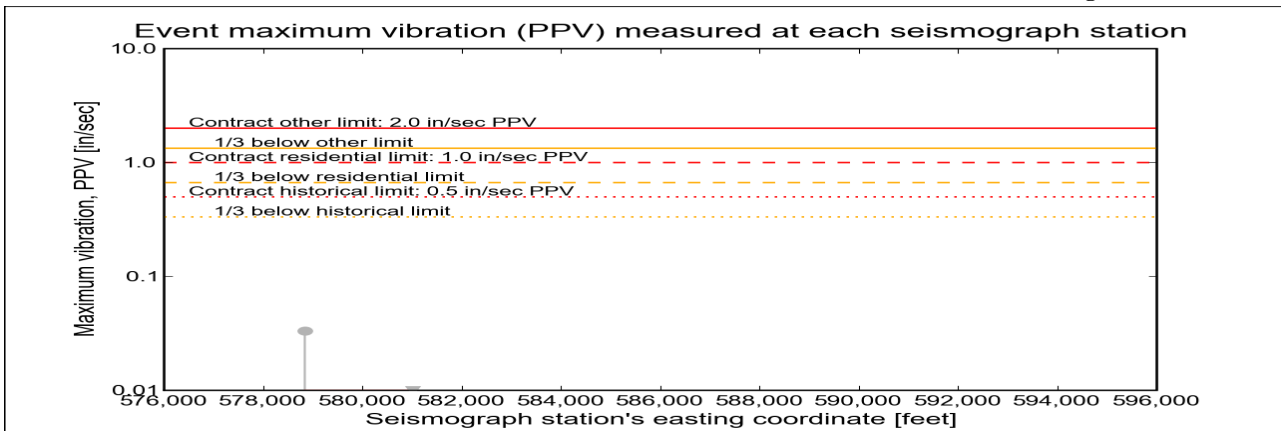 Event maximum vibration (PPV) measured at each seismograph station
Maximum vibration, PPV [in/sec]
10.0
Contract other limit: 2.0 in/sec PPV
1/3 below other limit
1.0
Contract residential limit: 1.0 in/sec PPV
1/3 below residential limit
Contract historical limit; 0.5 in/sec PPV
1/3 below historical limit
0.1
0.01
576,000 578,000 580,000 582,000 584,000 586,000 588,000 590,000 592,000 594,000 596,000
Seismograph station's easting coordinate [feet]